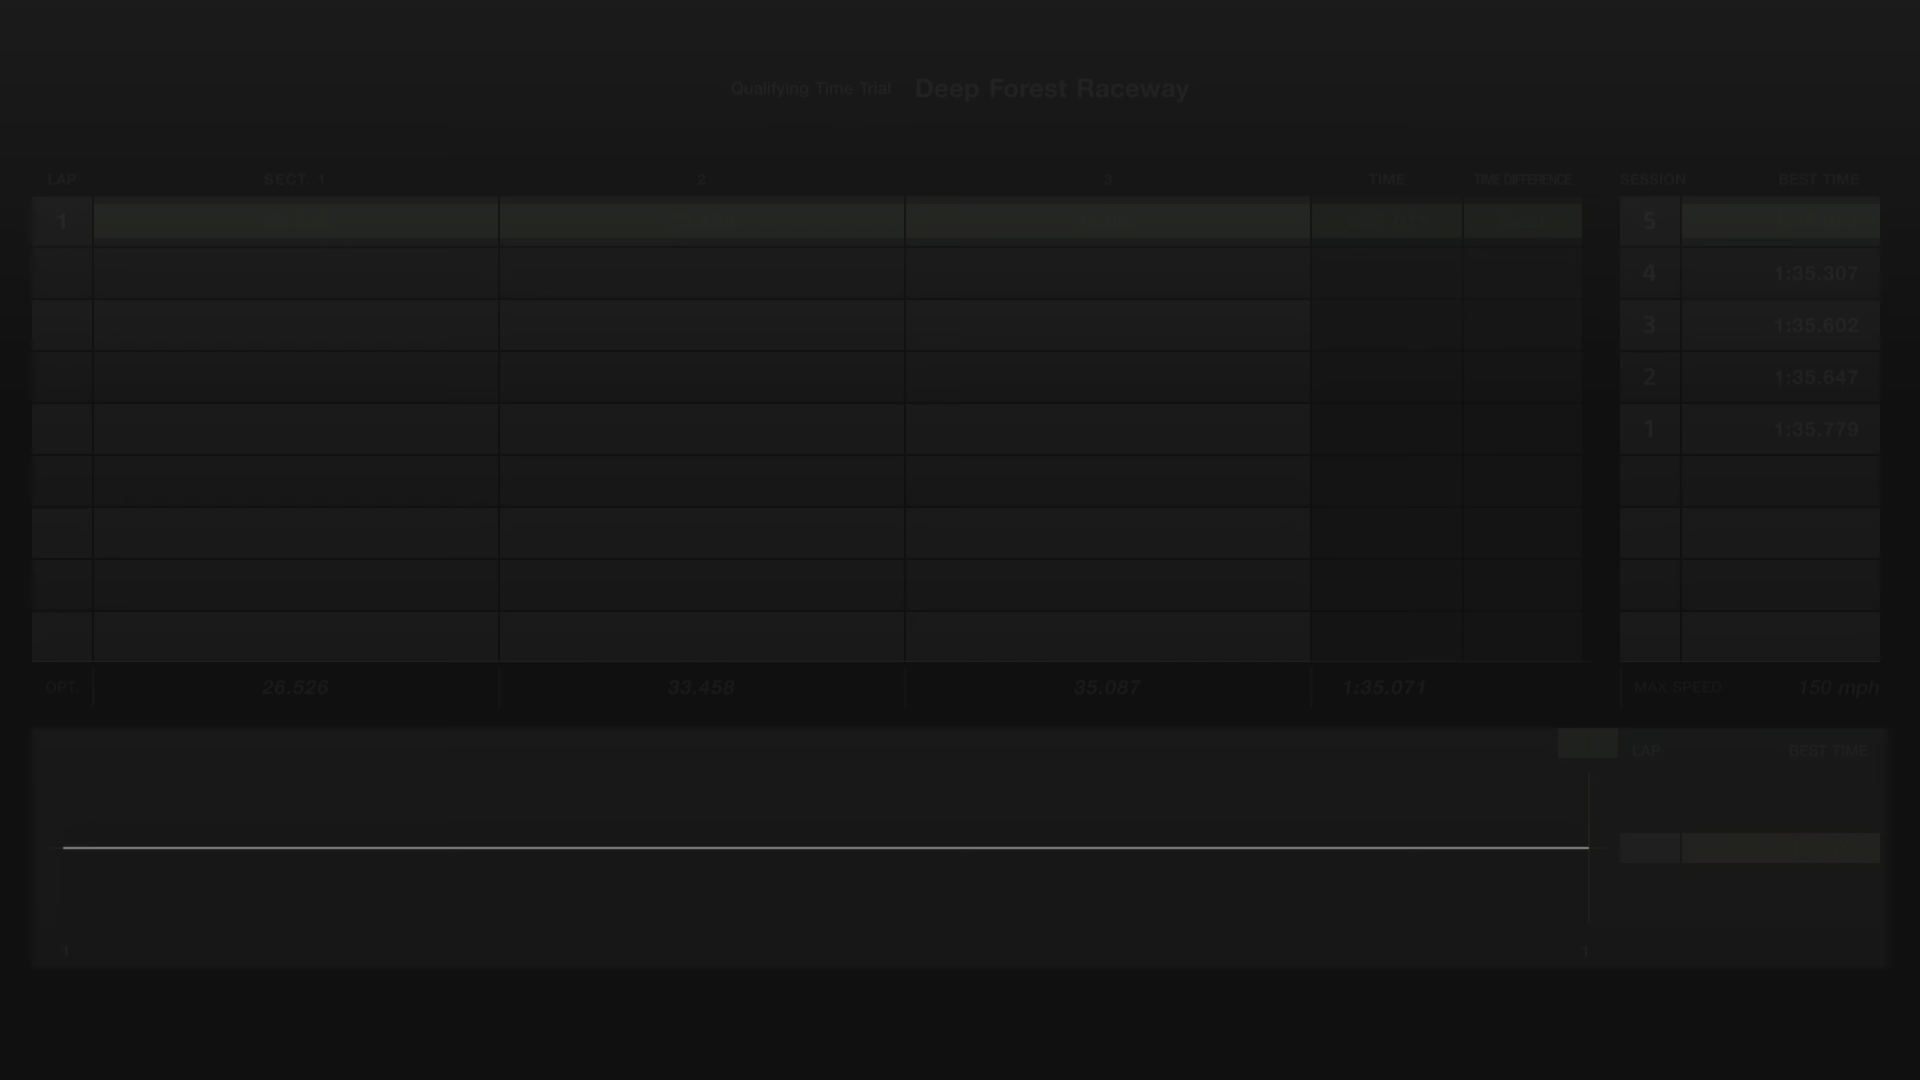 Qualifying Time Trial Deep Forest Raceway
LAP SECT. 1 2 3 TIME TIME DIFFERENCE SESSION BEST TIME
1 5
4 1:35.307
3 1:35.602
2 1:35.647
1 1:35.779
OPT. 26.526 33.458 35.087 1:35.071 MAX SPEED 150 mph
LAP BEST TIME
1 1